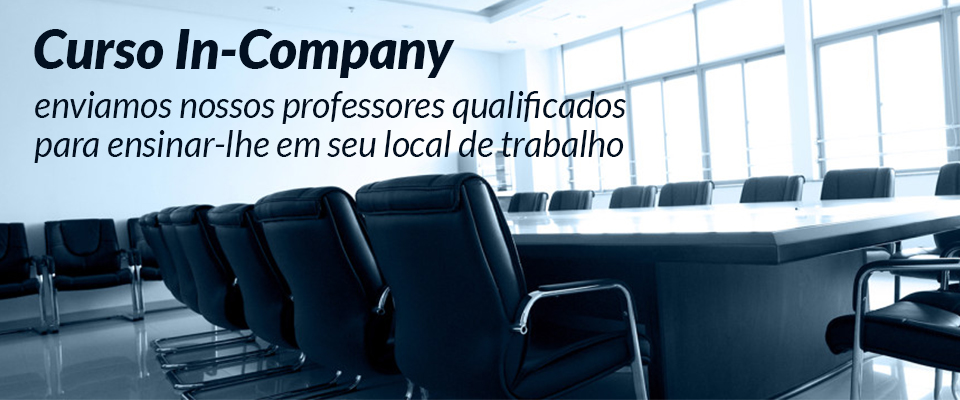 Curso In-Company
enviamos nossos professores qualificados
para ensinar-lhe em seu local de trabalho